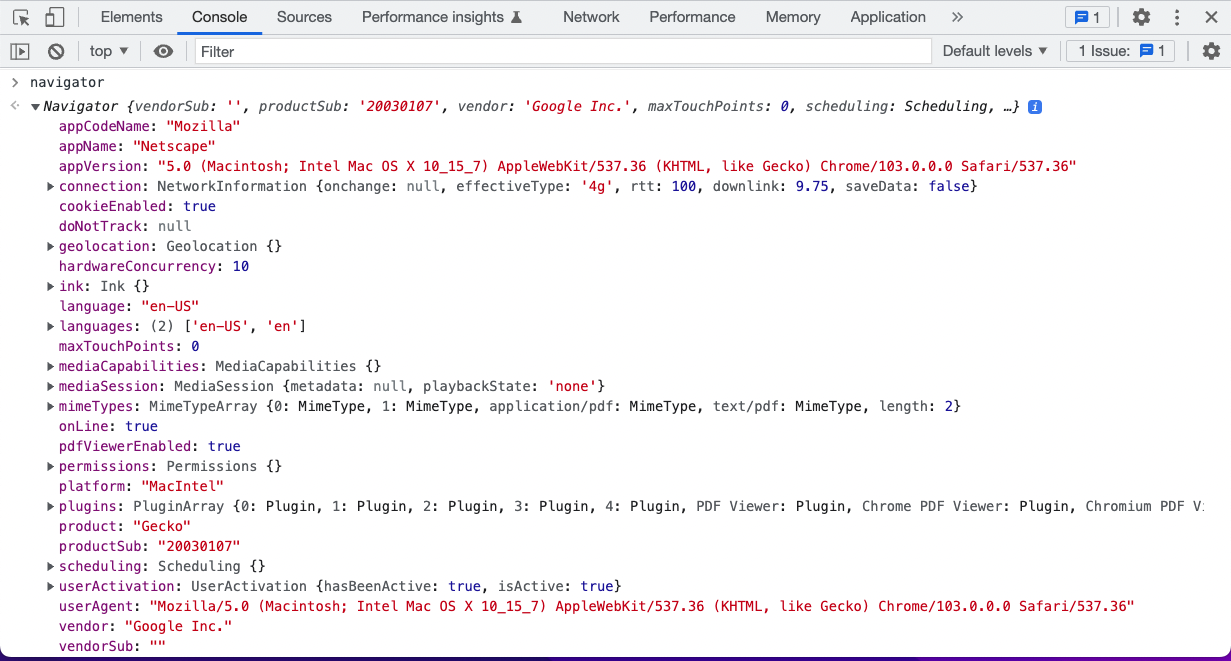 Elements Console Sources Performance insights Network Performance Memory Application 1
top Filter Default levels 1 Issue: 1
navigator
Navigator {vendorSub: '', productSub: '20030107', vendor: 'Google Inc.', maxTouchPoints: 0, scheduling: Scheduling, …} i
appCodeName: "Mozilla"
appName: "Netscape"
appVersion: "5.0 (Macintosh; Intel Mac OS X 10_15_7) AppleWebKit/537.36 (KHTML, like Gecko) Chrome/103.0.0.0 Safari/537.36"
connection: NetworkInformation {onchange: null, effectiveType: '4g', rtt: 100, downlink: 9.75, saveData: false}
cookieEnabled: true
doNotTrack: null
geolocation: Geolocation {}
hardwareConcurrency: 10
ink: Ink {}
language: "en-US"
languages: (2) ['en-US', 'en']
maxTouchPoints: 0
mediaCapabilities: MediaCapabilities {}
mediaSession: MediaSession {metadata: null, playbackState: 'none'}
mimeTypes: MimeTypeArray {0: MimeType, 1: MimeType, application/pdf: MimeType, text/pdf: MimeType, length: 2}
onLine: true
pdfViewerEnabled: true
permissions: Permissions {}
platform: "MacIntel"
plugins: PluginArray {0: Plugin, 1: Plugin, 2: Plugin, 3: Plugin, 4: Plugin, PDF Viewer: Plugin, Chrome PDF Viewer: Plugin, Chromium PDF Vi
product: "Gecko"
productSub: "20030107"
scheduling: Scheduling {}
userActivation: UserActivation {hasBeenActive: true, isActive: true}
userAgent: "Mozilla/5.0 (Macintosh; Intel Mac OS X 10_15_7) AppleWebKit/537.36 (KHTML, like Gecko) Chrome/103.0.0.0 Safari/537.36"
vendor: "Google Inc."
vendorSub: ""